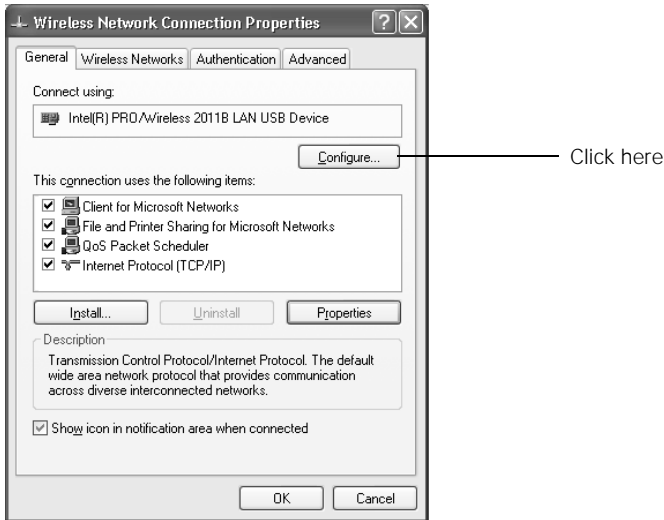 Wireless Network Connection Properties
General Wireless Networks Authentication Advanced
Connect using:
Intel(R) PRO/Wireless 2011B LAN USB Device
Configure...
Click here
This connection uses the following items:
Client for Microsoft Networks
File and Printer Sharing for Microsoft Networks
QoS Packet Scheduler
Internet Protocol (TCP/IP)
Install... Uninstall Properties
Description
Transmission Control Protocol/Internet Protocol. The default
wide area network protocol that provides communication
across diverse interconnected networks.
Show icon in notification area when connected
OK Cancel